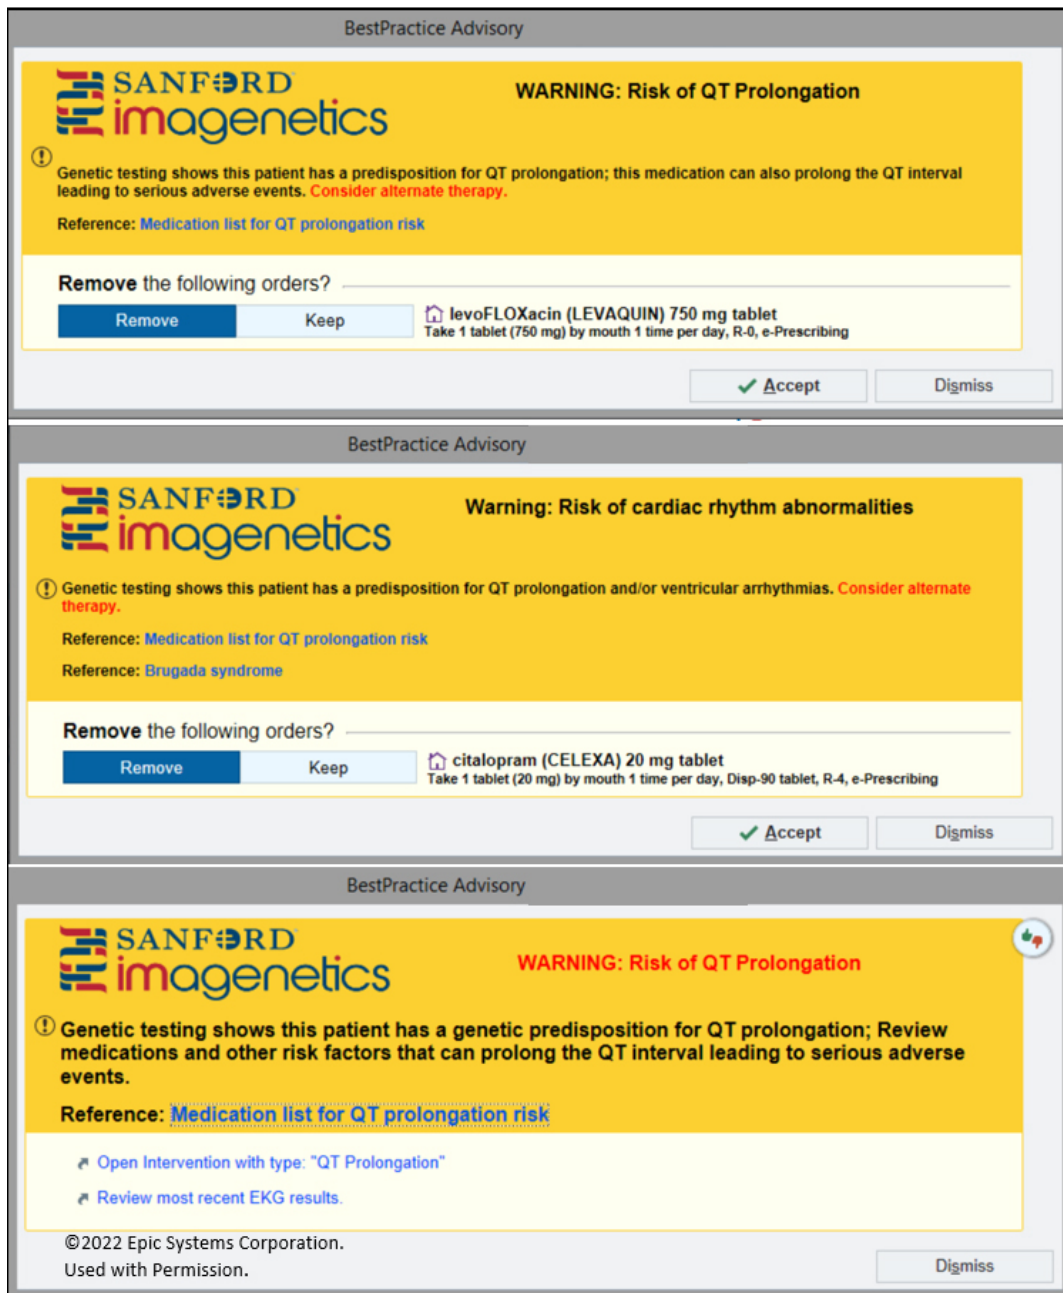 BestPractice Advisory
SANFORD
imagenetics
WARNING: Risk of QT Prolongation
Genetic testing shows this patient has a predisposition for QT prolongation; this medication can also prolong the QT interval
leading to serious adverse events. Consider alternate therapy.
Reference: Medication list for QT prolongation risk
Remove the following orders?
Remove Keep levoFLOXacin (LEVAQUIN) 750 mg tablet
Take 1 tablet (750 mg) by mouth 1 time per day, R-0, e-Prescribing
Accept Dismiss
BestPractice Advisory
SANFORD
imagenetics
Warning: Risk of cardiac rhythm abnormalities
Genetic testing shows this patient has a predisposition for QT prolongation and/or ventricular arrhythmias. Consider alternate
therapy.
Reference: Medication list for QT prolongation risk
Reference: Brugada syndrome
Remove the following orders?
Remove Keep citalopram (CELEXA) 20 mg tablet
Take 1 tablet (20 mg) by mouth 1 time per day, Disp-90 tablet, R-4, e-Prescribing
Accept Dismiss
BestPractice Advisory
SANFORD
imagenetics
WARNING: Risk of QT Prolongation
Genetic testing shows this patient has a genetic predisposition for QT prolongation; Review
medications and other risk factors that can prolong the QT interval leading to serious adverse
events.
Reference: Medication list for QT prolongation risk
Open Intervention with type: "QT Prolongation"
Review most recent EKG results.
©2022 Epic Systems Corporation.
Used with Permission.
Dismiss